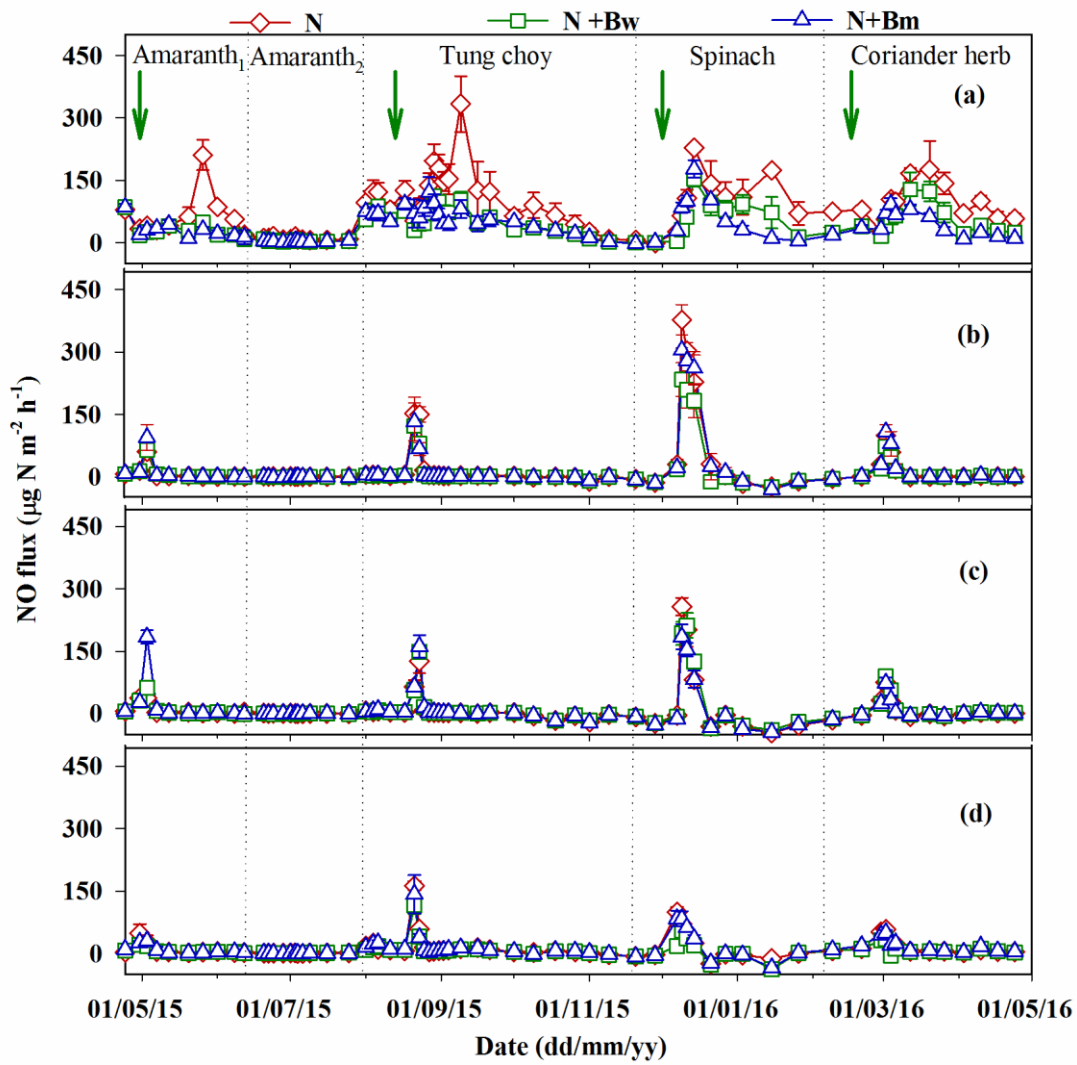 N N +Bw N+Bm
Amaranth₁ Amaranth₂ Tung choy Spinach Coriander herb
(a)
450
300
150
0
(b)
450
300
150
0
(c)
450
300
150
0
(d)
450
300
150
0
NO flux (µg N m⁻² h⁻¹)
01/05/15 01/07/15 01/09/15 01/11/15 01/01/16 01/03/16 01/05/16
Date (dd/mm/yy)